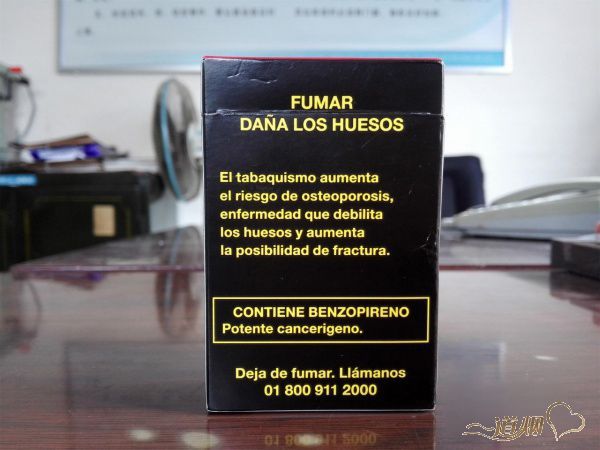 FUMAR
DAÑA LOS HUESOS
El tabaquismo aumenta
el riesgo de osteoporosis,
enfermedad que debilita
los huesos y aumenta
la posibilidad de fractura.
CONTIENE BENZOPIRENO
Potente cancerigeno.
Deja de fumar. Llámanos
01 800 911 2000